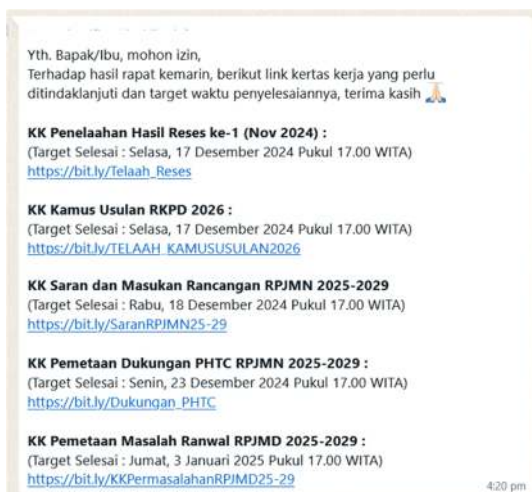 Yth. Bapak/Ibu, mohon izin,
Terhadap hasil rapat kemarin, berikut link kertas kerja yang perlu
ditindaklanjuti dan target waktu penyelesaiannya, terima kasih 🙏🏻
KK Penelaahan Hasil Reses ke-1 (Nov 2024) :
(Target Selesai : Selasa, 17 Desember 2024 Pukul 17.00 WITA)
https://bit.ly/Telaah_Reses
KK Kamus Usulan RKPD 2026 :
(Target Selesai : Selasa, 17 Desember 2024 Pukul 17.00 WITA)
https://bit.ly/TELAAH_KAMUSUSULAN2026
KK Saran dan Masukan Rancangan RPJMN 2025-2029
(Target Selesai : Rabu, 18 Desember 2024 Pukul 17.00 WITA)
https://bit.ly/SaranRPJMN25-29
KK Pemetaan Dukungan PHTC RPJMN 2025-2029 :
(Target Selesai : Senin, 23 Desember 2024 Pukul 17.00 WITA)
https://bit.ly/Dukungan_PHTC
KK Pemetaan Masalah Ranwal RPJMD 2025-2029 :
(Target Selesai : Jumat, 3 Januari 2025 Pukul 17.00 WITA)
https://bit.ly/KKPermasalahanRPJMD25-29
4:20 pm